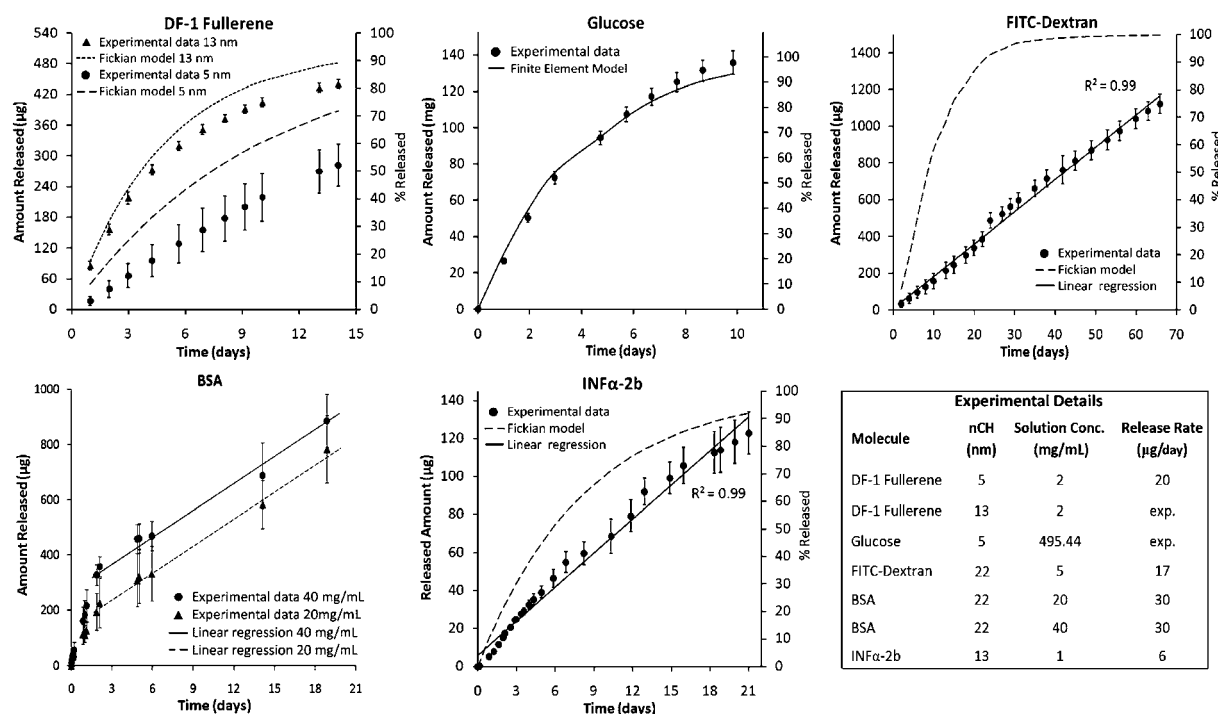 DF-1 Fullerene
Experimental data 13 nm
Fickian model 13 nm
Experimental data 5 nm
Fickian model 5 nm
Amount Released (µg)
540
480
420
360
300
240
180
120
60
0
% Released
100
90
80
70
60
50
40
30
20
10
0
0 3 6 9 12 15
Time (days)
Glucose
Experimental data
Finite Element Model
Amount Released (mg)
140
120
100
80
60
40
20
0
% Released
100
90
80
70
60
50
40
30
20
10
0
0 2 4 6 8 10
Time (days)
FITC-Dextran
R² = 0.99
Experimental data
Fickian model
Linear regression
Amount Released (µg)
1400
1200
1000
800
600
400
200
0
% Released
100
90
80
70
60
50
40
30
20
10
0
0 10 20 30 40 50 60 70
Time (days)
BSA
Amount Released (µg)
1000
800
600
400
200
0
Experimental data 40 mg/mL
Experimental data 20mg/mL
Linear regression 40 mg/mL
Linear regression 20 mg/mL
0 3 6 9 12 15 18 21
Time (days)
INFα-2b
Experimental data
Fickian model
Linear regression
R² = 0.99
Released Amount (µg)
140
120
100
80
60
40
20
0
% Released
100
90
80
70
60
50
40
30
20
10
0
0 3 6 9 12 15 18 21
Time (days)
Experimental Details
Molecule nCH (nm) Solution Conc. (mg/mL) Release Rate (µg/day)
DF-1 Fullerene 5 2 20
DF-1 Fullerene 13 2 exp.
Glucose 5 495.44 exp.
FITC-Dextran 22 5 17
BSA 22 20 30
BSA 22 40 30
INFα-2b 13 1 6